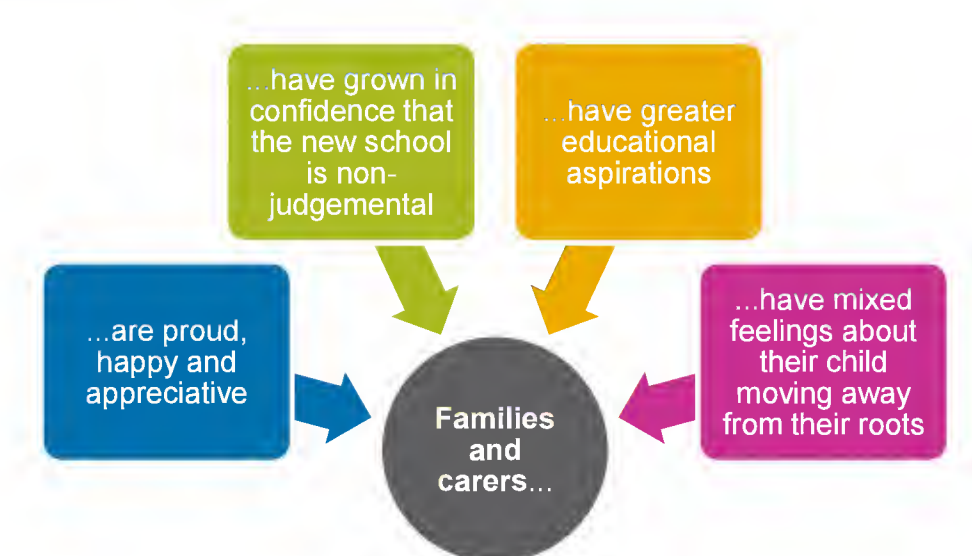 ...have grown in
confidence that
the new school
is non-
judgemental
...have greater
educational
aspirations
...are proud,
happy and
appreciative
...have mixed
feelings about
their child
moving away
from their roots
Families
and
carers...